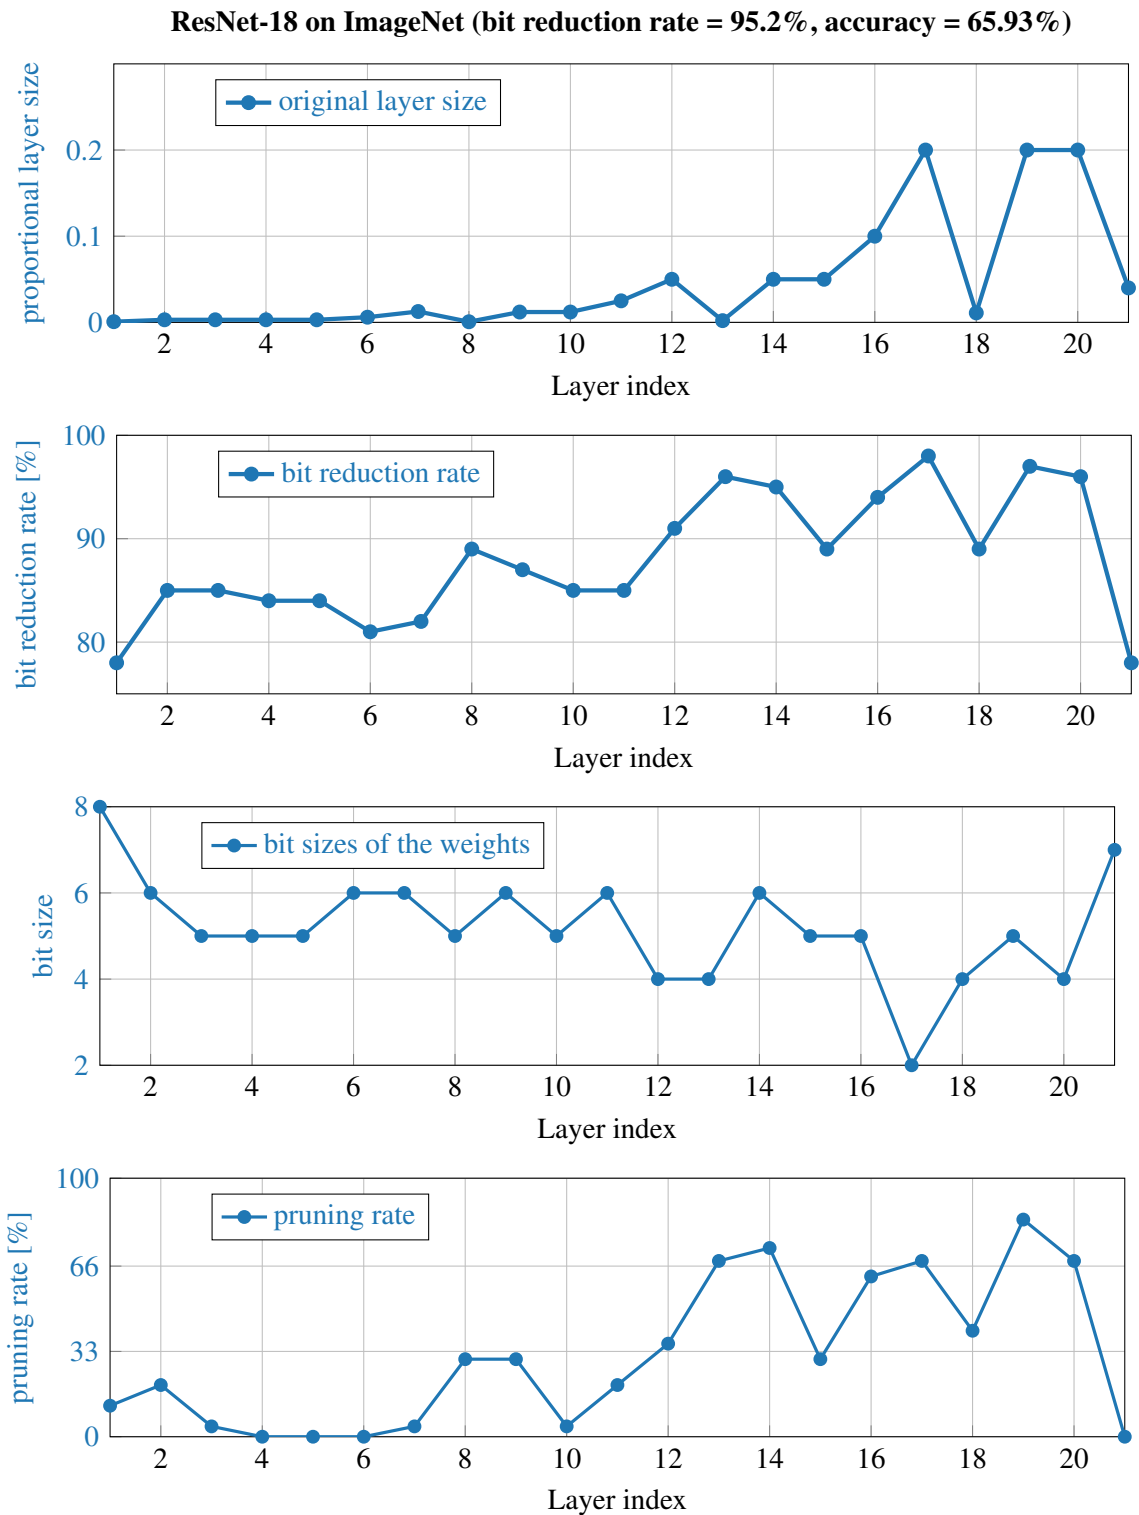 ResNet-18 on ImageNet (bit reduction rate = 95.2%, accuracy = 65.93%)
proportional layer size
original layer size
0.2
0.1
0
2 4 6 8 10 12 14 16 18 20
Layer index
bit reduction rate [%]
bit reduction rate
100
90
80
2 4 6 8 10 12 14 16 18 20
Layer index
bit size
bit sizes of the weights
8
6
4
2
2 4 6 8 10 12 14 16 18 20
Layer index
pruning rate [%]
pruning rate
100
66
33
0
2 4 6 8 10 12 14 16 18 20
Layer index